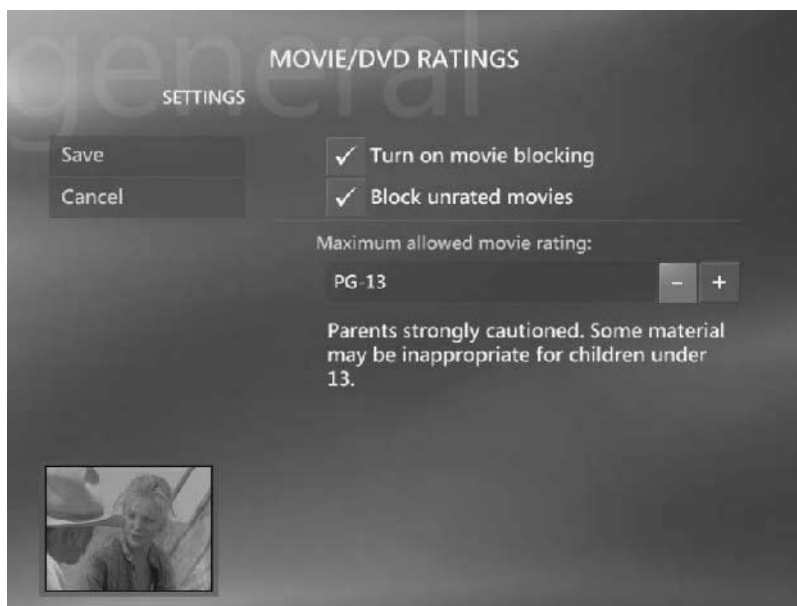 general
MOVIE/DVD RATINGS
SETTINGS
Save
Cancel
✓ Turn on movie blocking
✓ Block unrated movies
Maximum allowed movie rating:
PG-13 - +
Parents strongly cautioned. Some material
may be inappropriate for children under
13.